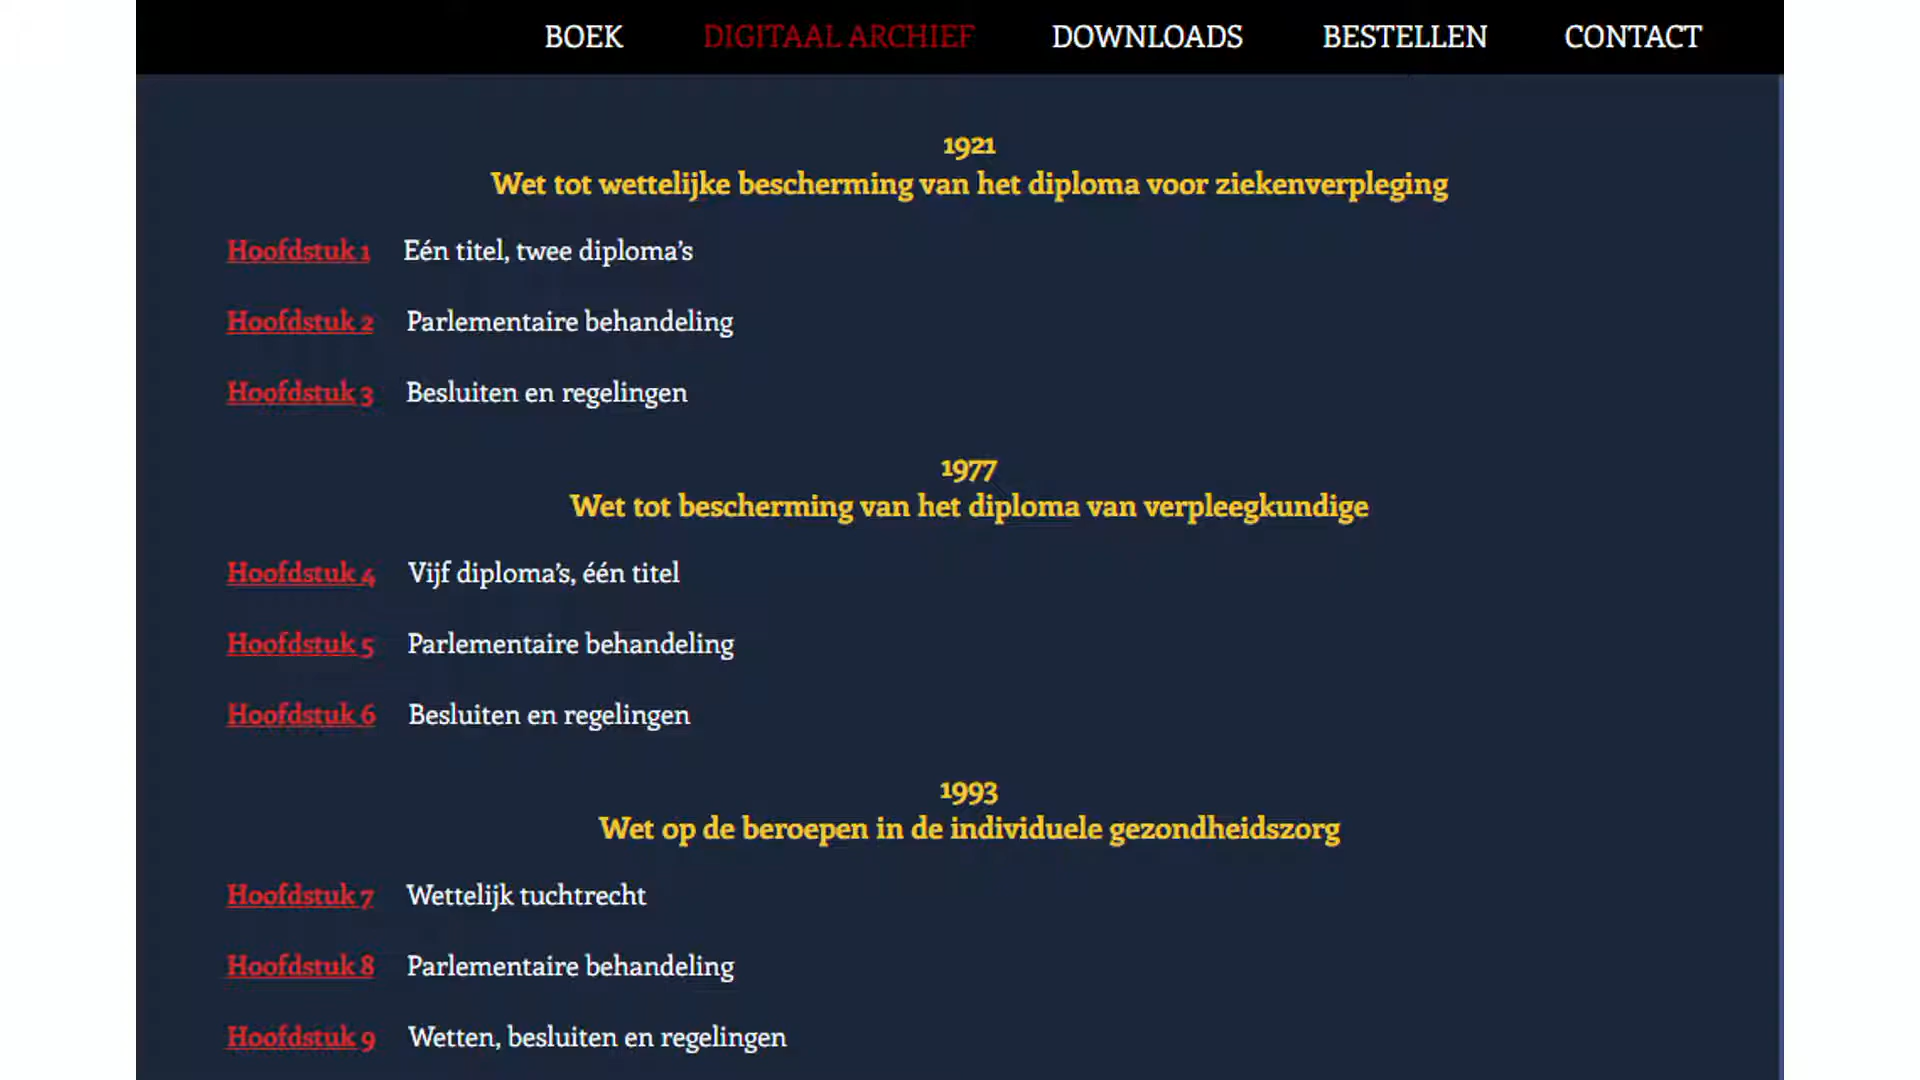 BOEK DIGITAAL ARCHIEF DOWNLOADS BESTELLEN CONTACT
1921
Wet tot wettelijke bescherming van het diploma voor ziekenverpleging
Hoofdstuk 1 Eén titel, twee diploma's
Hoofdstuk 2 Parlementaire behandeling
Hoofdstuk 3 Besluiten en regelingen
1977
Wet tot bescherming van het diploma van verpleegkundige
Hoofdstuk 4 Vijf diploma's, één titel
Hoofdstuk 5 Parlementaire behandeling
Hoofdstuk 6 Besluiten en regelingen
1993
Wet op de beroepen in de individuele gezondheidszorg
Hoofdstuk 7 Wettelijk tuchtrecht
Hoofdstuk 8 Parlementaire behandeling
Hoofdstuk 9 Wetten, besluiten en regelingen